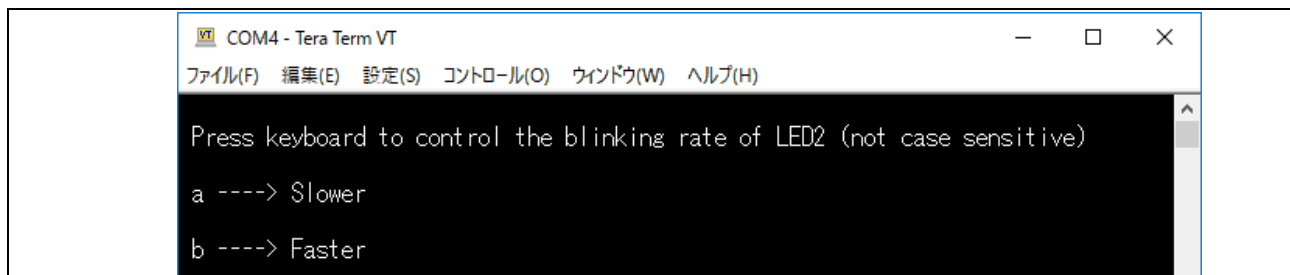 COM4 - Tera Term VT
ファイル(F) 編集(E) 設定(S) コントロール(O) ウィンドウ(W) ヘルプ(H)
Press keyboard to control the blinking rate of LED2 (not case sensitive)
a ----> Slower
b ----> Faster